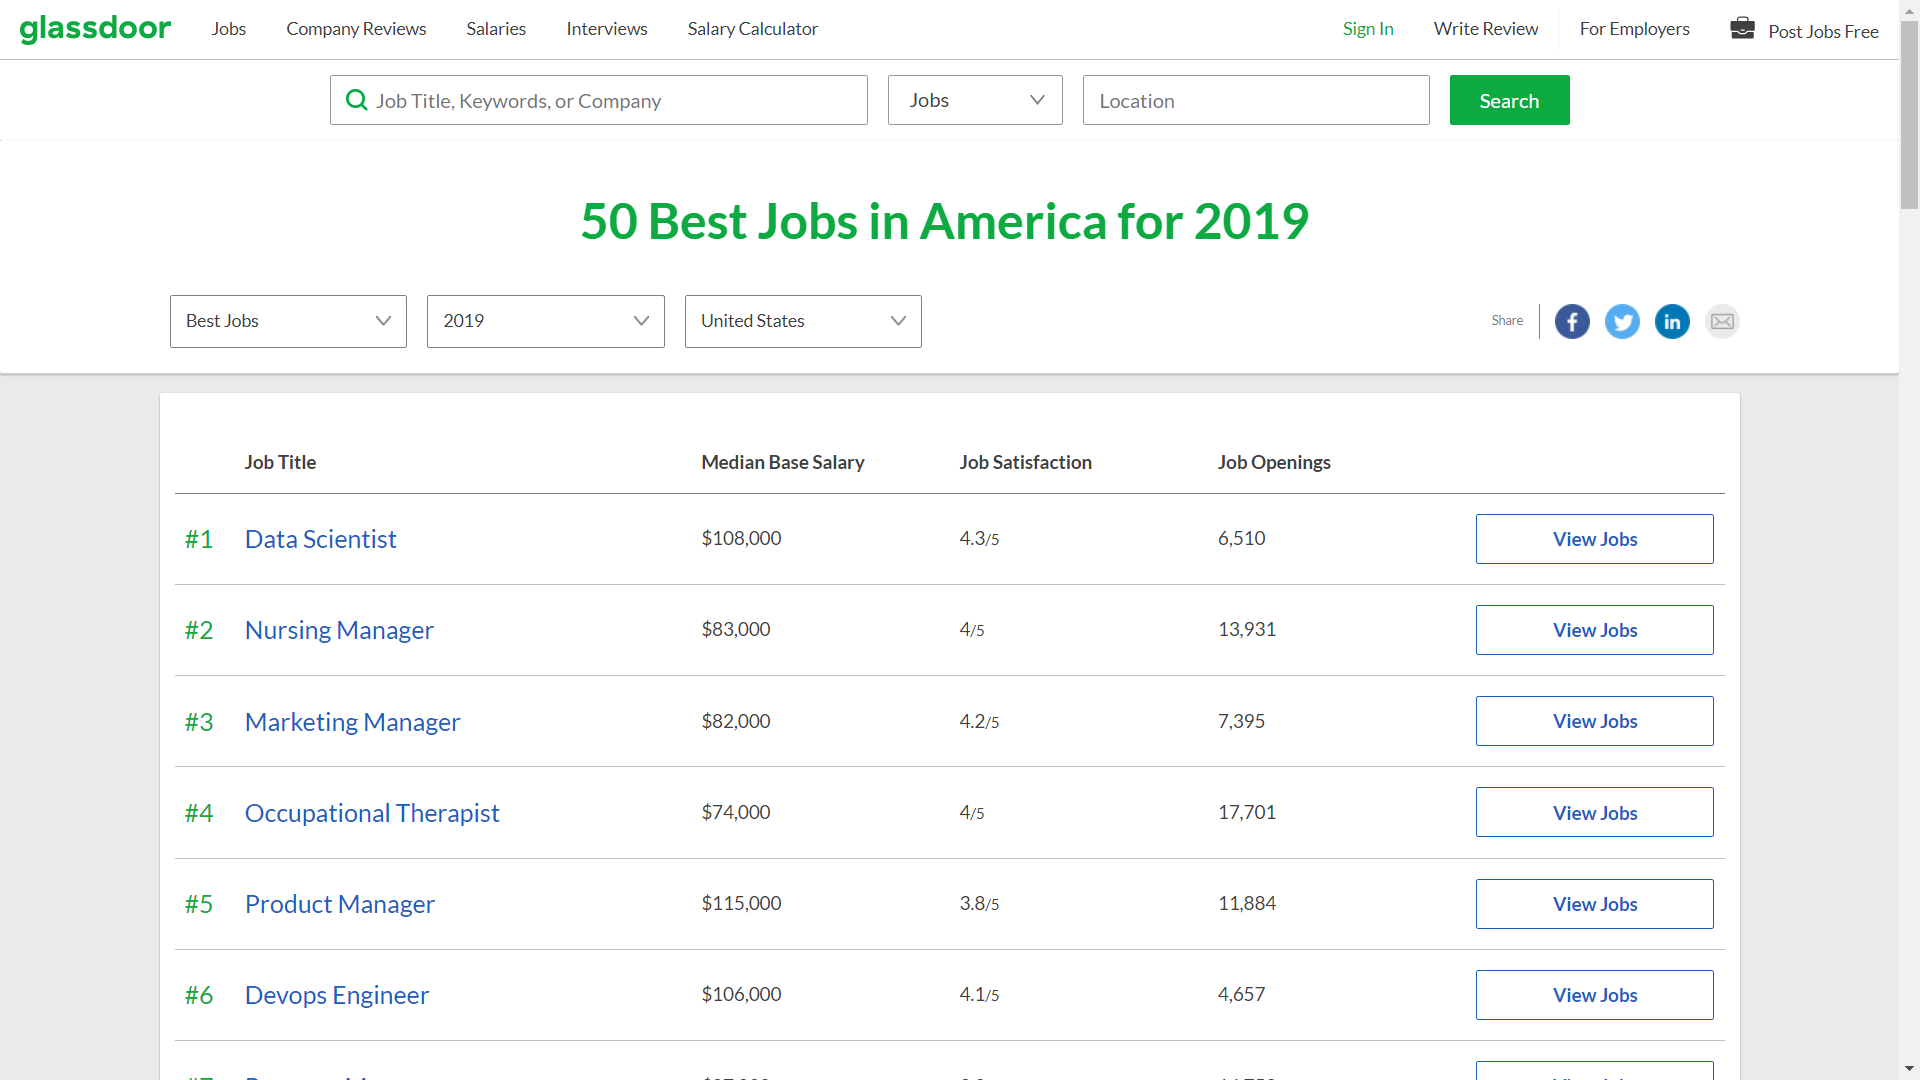 glassdoor Jobs Company Reviews Salaries Interviews Salary Calculator Sign In Write Review For Employers Post Jobs Free
Job Title, Keywords, or Company Jobs Location Search
50 Best Jobs in America for 2019
Best Jobs 2019 United States Share
Job Title Median Base Salary Job Satisfaction Job Openings
#1 Data Scientist $108,000 4.3/5 6,510 View Jobs
#2 Nursing Manager $83,000 4/5 13,931 View Jobs
#3 Marketing Manager $82,000 4.2/5 7,395 View Jobs
#4 Occupational Therapist $74,000 4/5 17,701 View Jobs
#5 Product Manager $115,000 3.8/5 11,884 View Jobs
#6 Devops Engineer $106,000 4.1/5 4,657 View Jobs